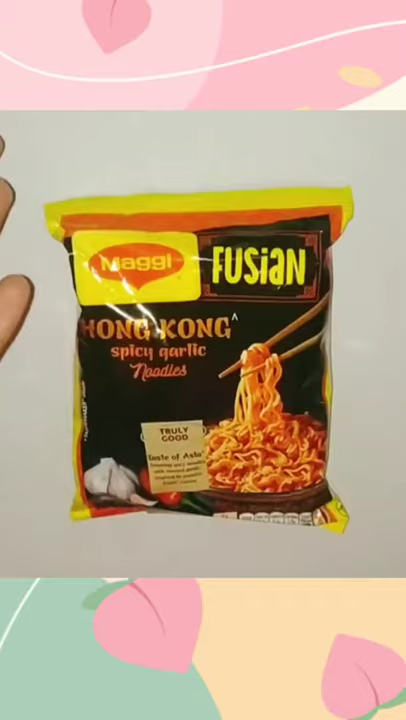 Maggi
FUSiAN
HONG KONG^
spicy garlic
Noodles
TRULY
GOOD
Taste of Asia